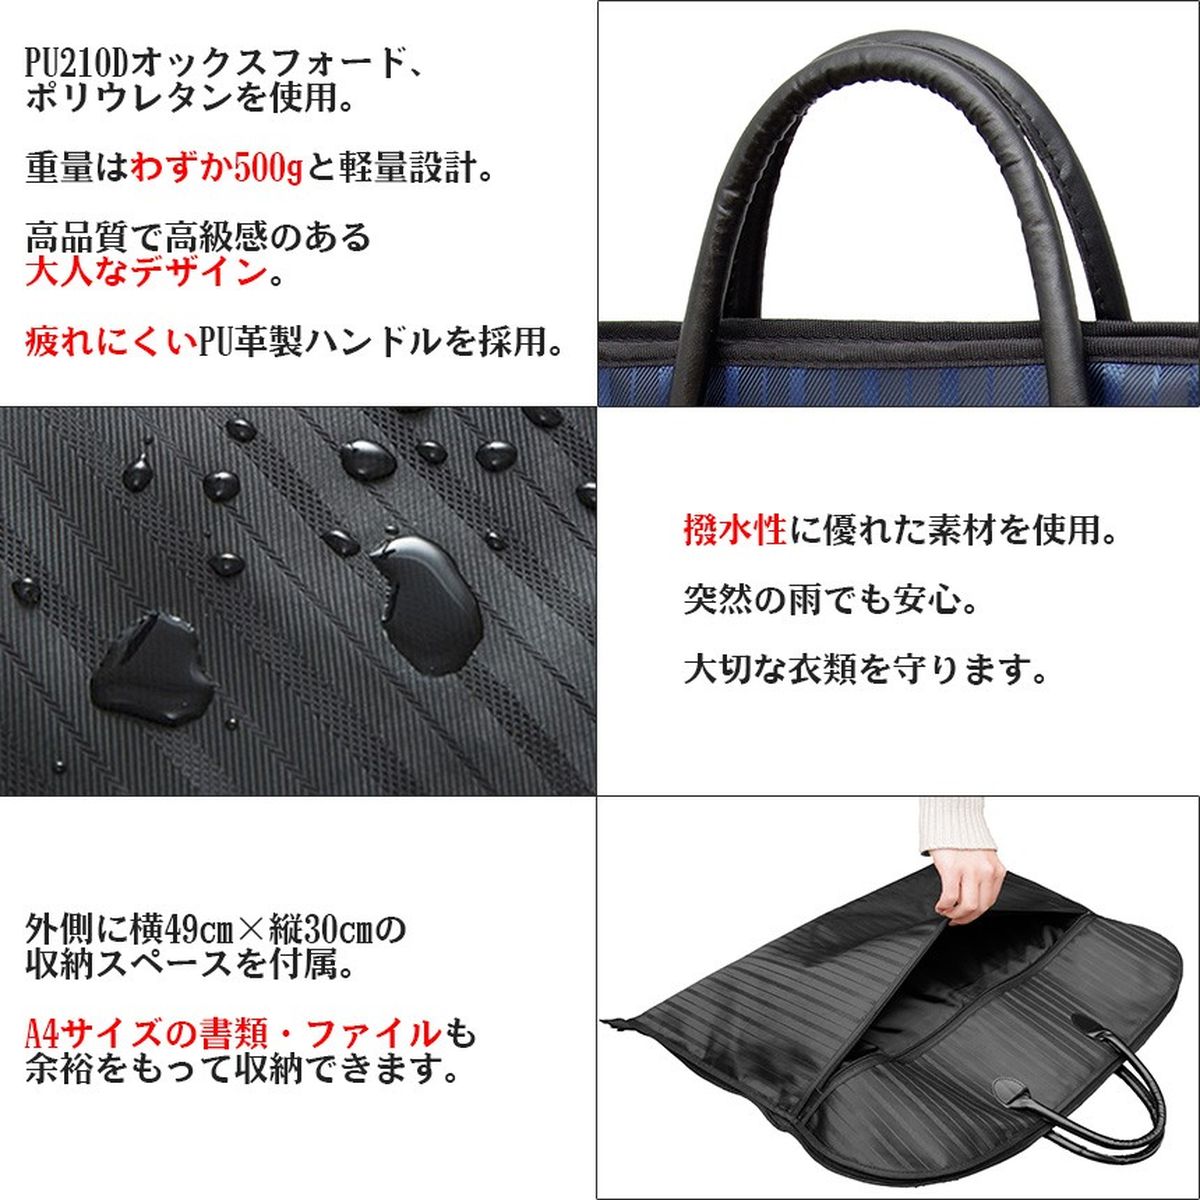 PU210Dオックスフォード、
ポリウレタンを使用。
重量はわずか500gと軽量設計。
高品質で高級感のある
大人なデザイン。
疲れにくいPU革製ハンドルを採用。
撥水性に優れた素材を使用。
突然の雨でも安心。
大切な衣類を守ります。
外側に横49cm×縦30cmの
収納スペースを付属。
A4サイズの書類・ファイルも
余裕をもって収納できます。